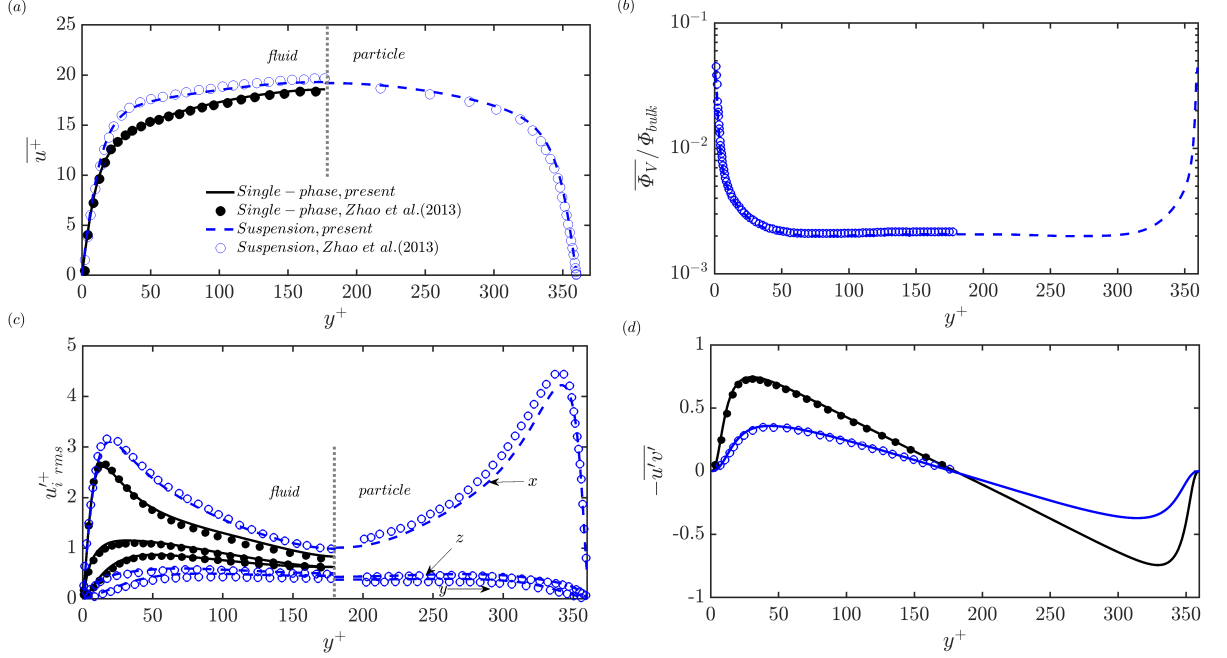 (a)
25
20
15
10
5
0
0 50 100 150 200 250 300 350
y⁺
u⁺
fluid
particle
Single − phase, present
Single − phase, Zhao et al.(2013)
Suspension, present
Suspension, Zhao et al.(2013)
(b)
10⁻¹
10⁻²
10⁻³
0 50 100 150 200 250 300 350
y⁺
Φ_V / Φ_bulk
(c)
5
4
3
2
1
0
0 50 100 150 200 250 300 350
y⁺
u′⁺_i rms
fluid
particle
x
z
y
(d)
1
0.5
0
-0.5
-1
0 50 100 150 200 250 300 350
y⁺
−u′v′